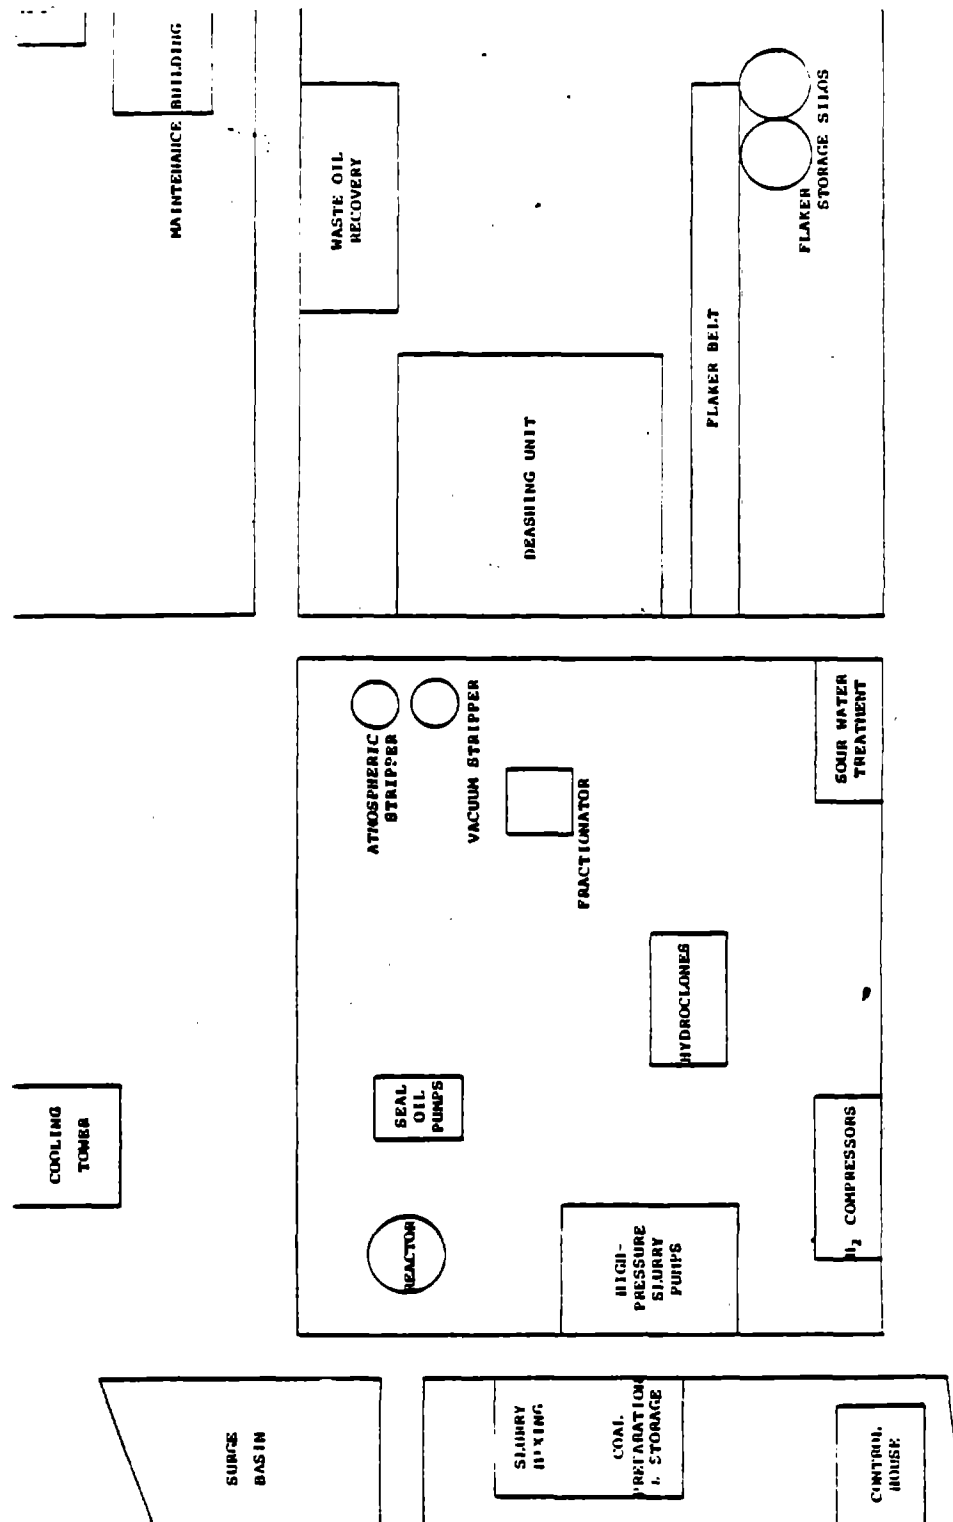 MAINTENANCE BUILDING
WASTE OIL
RECOVERY
FLAKER
STORAGE SILOS
FLAKER BELT
DEASHING UNIT
ATMOSPHERIC
STRIPPER
VACUUM STRIPPER
FRACTIONATOR
SOUR WATER
TREATMENT
HYDROCLONES
SEAL
OIL
PUMPS
COOLING
TOWER
REACTOR
HIGH-
PRESSURE
SLURRY
PUMPS
H₂ COMPRESSORS
SURGE
BASIN
SLURRY
MIXING
COAL
PREPARATION
& STORAGE
CONTROL
HOUSE